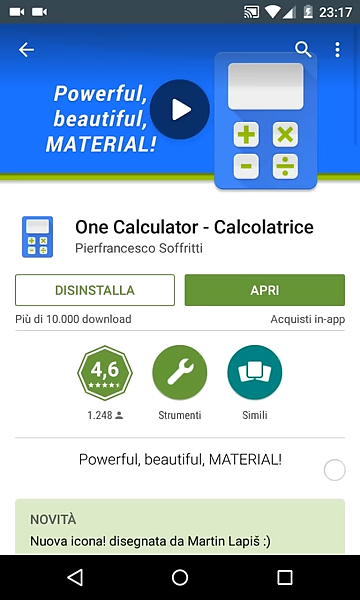 23:17
Powerful,
beautiful,
MATERIAL!
One Calculator - Calcolatrice
Pierfrancesco Soffritti
DISINSTALLA
APRI
Più di 10.000 download
Acquisti in-app
4,6
1.248
Strumenti
Simili
Powerful, beautiful, MATERIAL!
NOVITÀ
Nuova icona! disegnata da Martin Lapiš :)